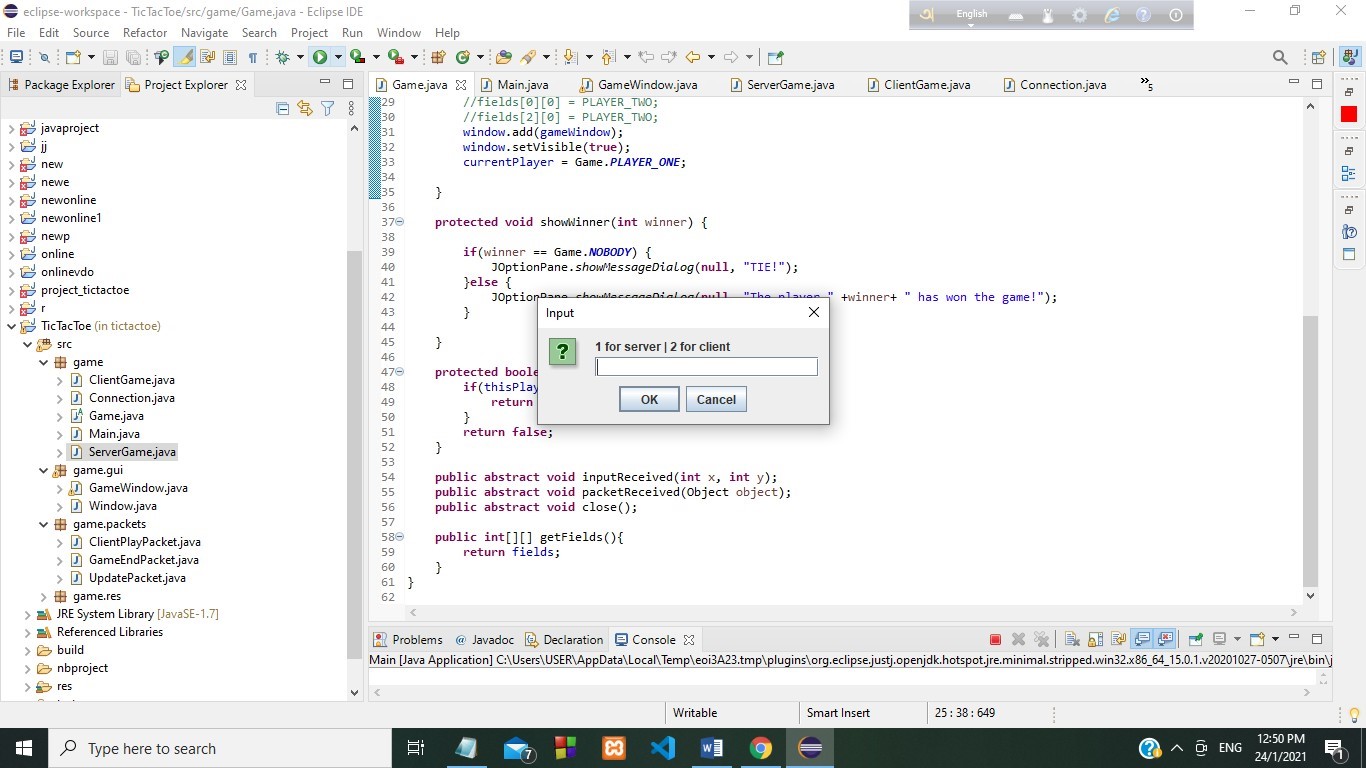 eclipse-workspace - TicTacToe/src/game/Game.java - Eclipse IDE
English
File Edit Source Refactor Navigate Search Project Run Window Help
Package Explorer Project Explorer
Game.java Main.java GameWindow.java ServerGame.java ClientGame.java Connection.java »5
javaproject
jj
new
newe
newonline
newonline1
newp
online
onlinevdo
project_tictactoe
r
TicTacToe (in tictactoe)
src
game
ClientGame.java
Connection.java
Game.java
Main.java
ServerGame.java
game.gui
GameWindow.java
Window.java
game.packets
ClientPlayPacket.java
GameEndPacket.java
UpdatePacket.java
game.res
JRE System Library [JavaSE-1.7]
Referenced Libraries
build
nbproject
res
29 //fields[0][0] = PLAYER_TWO;
30 //fields[2][0] = PLAYER_TWO;
31 window.add(gameWindow);
32 window.setVisible(true);
33 currentPlayer = Game.PLAYER_ONE;
34
35 }
36
37 protected void showWinner(int winner) {
38
39 if(winner == Game.NOBODY) {
40 JOptionPane.showMessageDialog(null, "TIE!");
41 }else {
42 JOptionPane.showMessageDialog(null, "The player " +winner+ " has won the game!");
43 }
44
45 }
46
47 protected boole
48 if(thisPlay
49 return
50 }
51 return false;
52 }
53
54 public abstract void inputReceived(int x, int y);
55 public abstract void packetReceived(Object object);
56 public abstract void close();
57
58 public int[][] getFields(){
59 return fields;
60 }
61 }
62
Input
1 for server | 2 for client
OK Cancel
Problems @ Javadoc Declaration Console
Main [Java Application] C:\Users\USER\AppData\Local\Temp\eoi3A23.tmp\plugins\org.eclipse.justj.openjdk.hotspot.jre.minimal.stripped.win32.x86_64_15.0.1.v20201027-0507\jre\bin\j
Writable Smart Insert 25 : 38 : 649
Type here to search
7
ENG
12:50 PM
24/1/2021
1